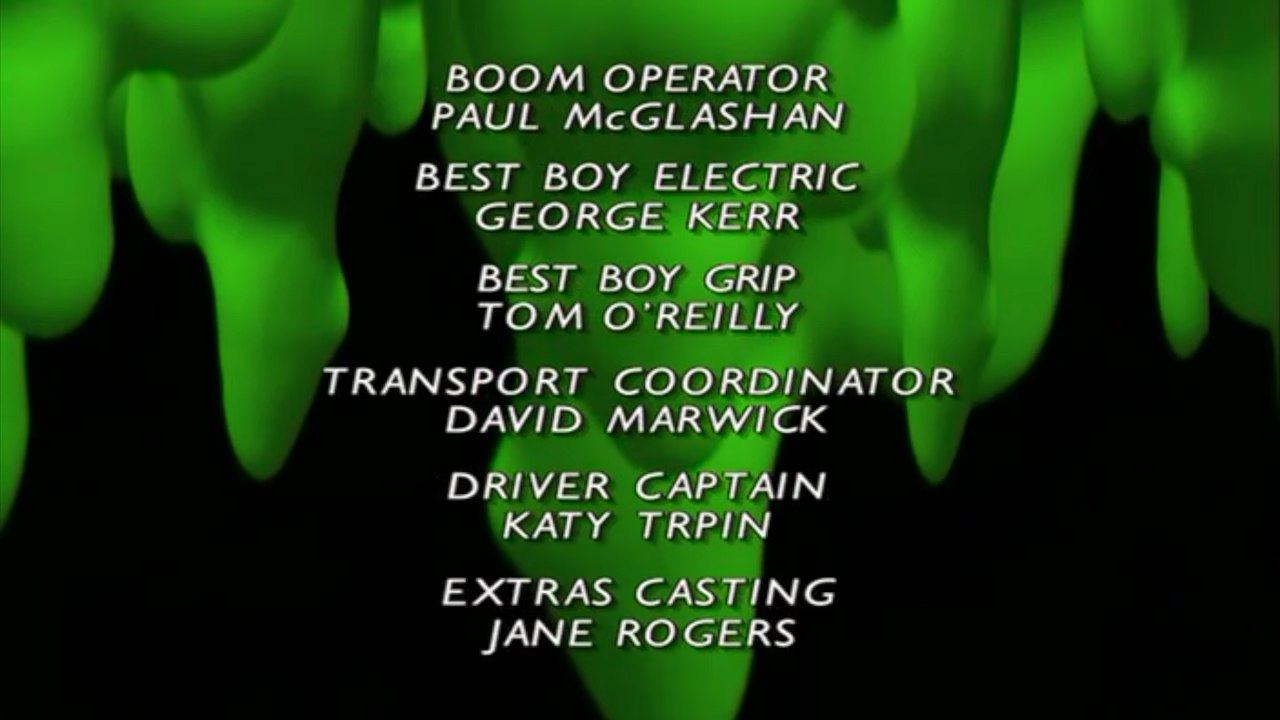 BOOM OPERATOR
PAUL McGLASHAN
BEST BOY ELECTRIC
GEORGE KERR
BEST BOY GRIP
TOM O'REILLY
TRANSPORT COORDINATOR
DAVID MARWICK
DRIVER CAPTAIN
KATY TRPIN
EXTRAS CASTING
JANE ROGERS